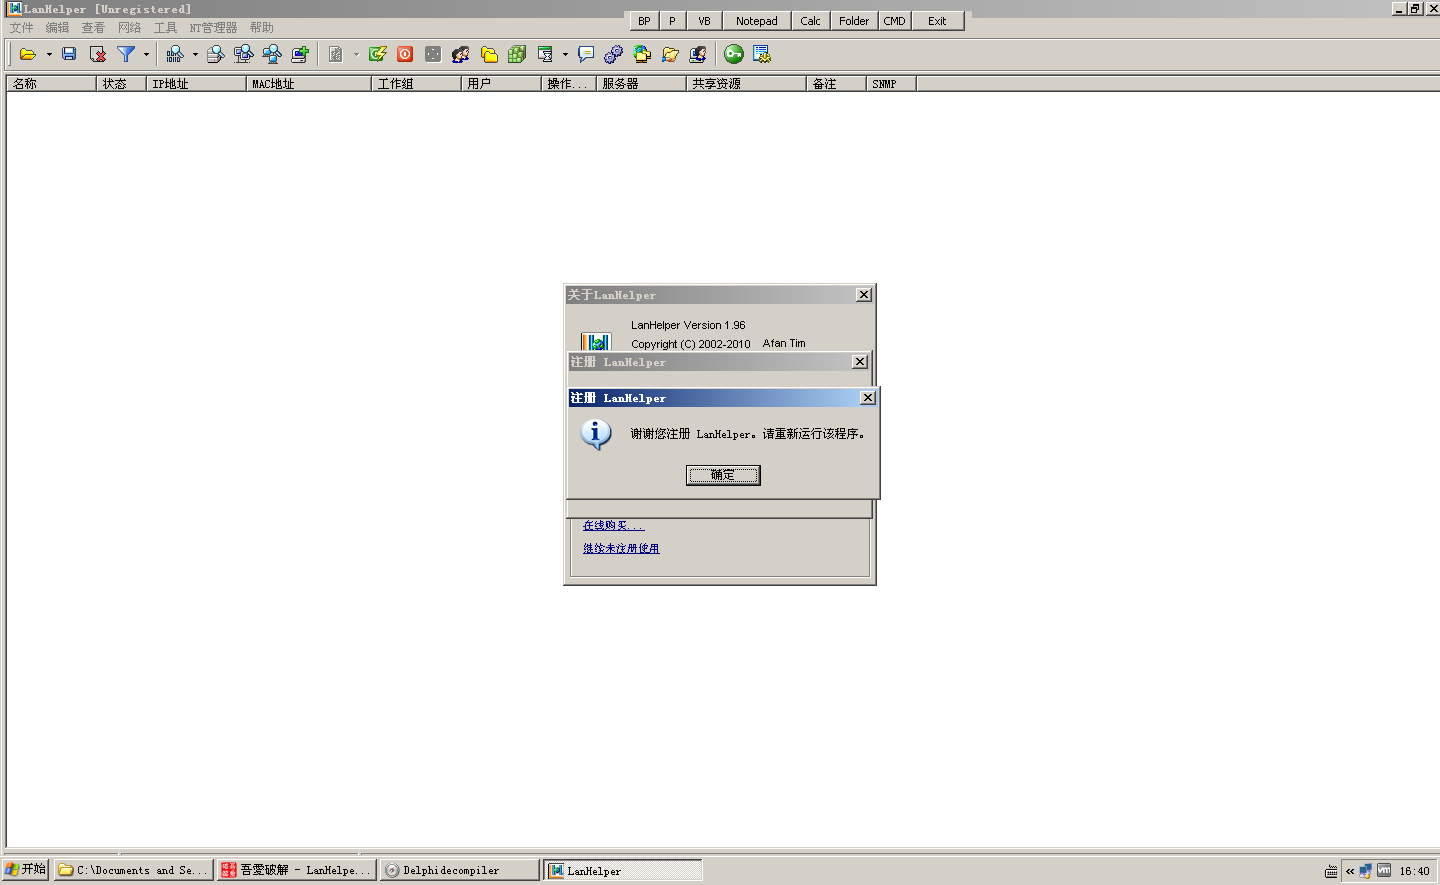 LanHelper [Unregistered]
BP P VB Notepad Calc Folder CMD Exit
文件 编辑 查看 网络 工具 NT管理器 帮助
名称 状态 IP地址 MAC地址 工作组 用户 操作... 服务器 共享资源 备注 SNMP
关于LanHelper
LanHelper Version 1.96
Copyright (C) 2002-2010 Afan Tim
注册 LanHelper
注册 LanHelper
谢谢您注册 LanHelper。请重新运行该程序。
确定
在线购买...
继续未注册使用
开始 C:\Documents and Se... 吾愛破解 - LanHelpe... Delphidecompiler LanHelper « vm 16:40